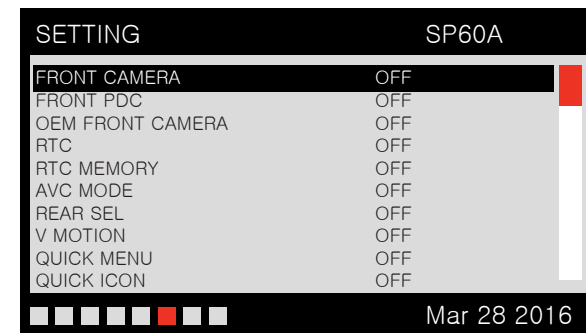 SETTING SP60A
FRONT CAMERA OFF
FRONT PDC OFF
OEM FRONT CAMERA OFF
RTC OFF
RTC MEMORY OFF
AVC MODE OFF
REAR SEL OFF
V MOTION OFF
QUICK MENU OFF
QUICK ICON OFF
Mar 28 2016